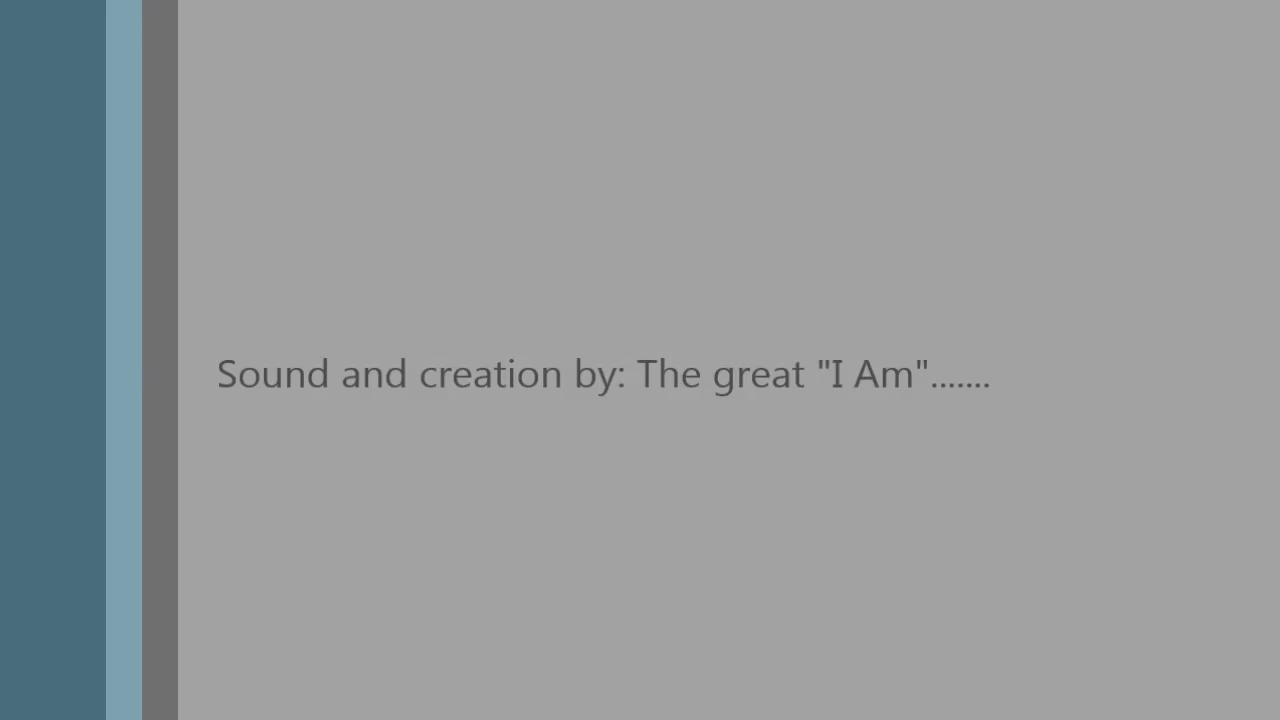 Sound and creation by: The great "I Am".......